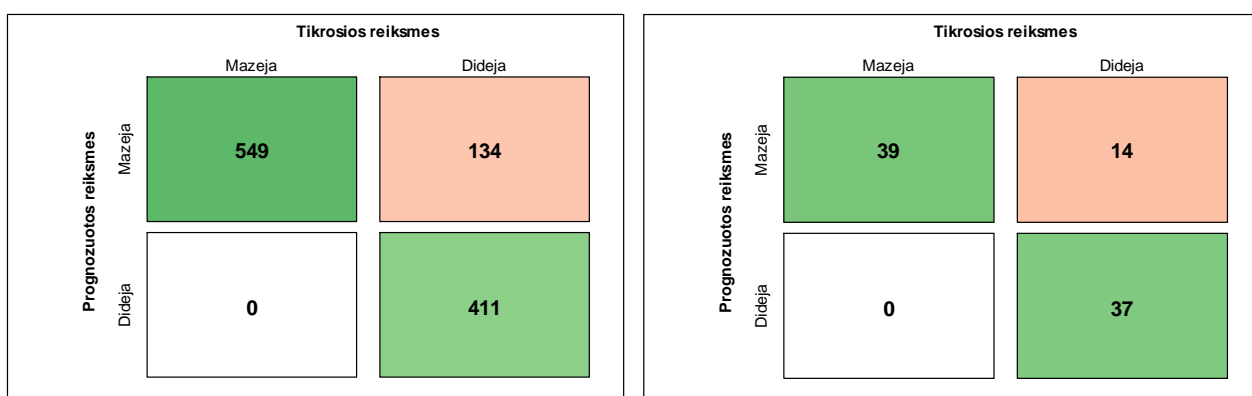 Tikrosios reiksmes
Mazeja Dideja
Prognozuotos reiksmes
Mazeja
549 134
Dideja
0 411
Tikrosios reiksmes
Mazeja Dideja
Prognozuotos reiksmes
Mazeja
39 14
Dideja
0 37